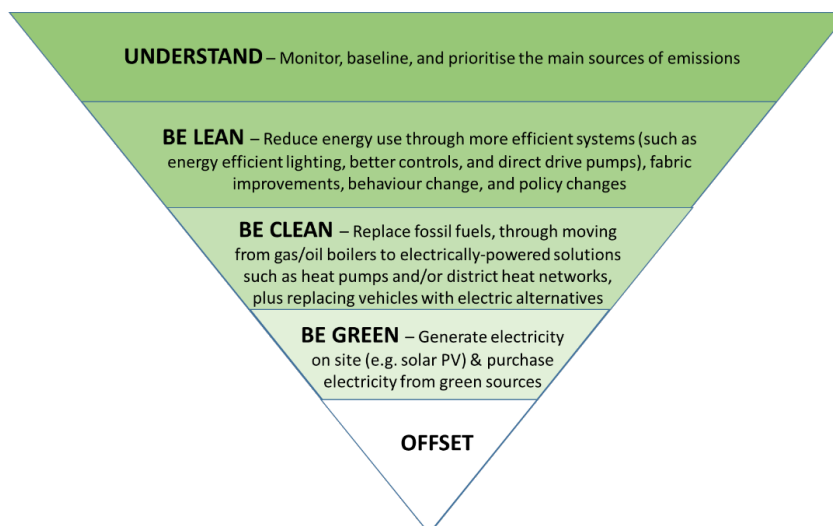 UNDERSTAND – Monitor, baseline, and prioritise the main sources of emissions
BE LEAN – Reduce energy use through more efficient systems (such as
energy efficient lighting, better controls, and direct drive pumps), fabric
improvements, behaviour change, and policy changes
BE CLEAN – Replace fossil fuels, through moving
from gas/oil boilers to electrically-powered solutions
such as heat pumps and/or district heat networks,
plus replacing vehicles with electric alternatives
BE GREEN – Generate electricity
on site (e.g. solar PV) & purchase
electricity from green sources
OFFSET